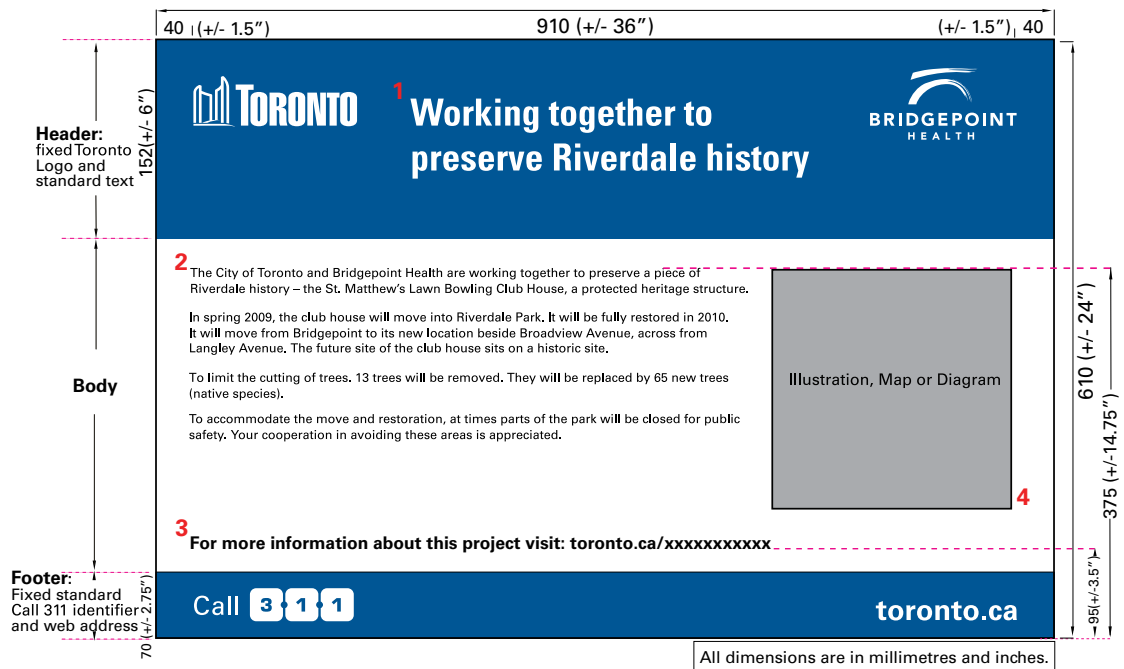 40 (+/- 1.5”) 910 (+/- 36”) (+/- 1.5”) 40
Header:
fixed Toronto
Logo and
standard text
152(+/- 6”)
TORONTO
1 Working together to
preserve Riverdale history
BRIDGEPOINT
HEALTH
Body
2 The City of Toronto and Bridgepoint Health are working together to preserve a piece of
Riverdale history – the St. Matthew’s Lawn Bowling Club House, a protected heritage structure.
In spring 2009, the club house will move into Riverdale Park. It will be fully restored in 2010.
It will move from Bridgepoint to its new location beside Broadview Avenue, across from
Langley Avenue. The future site of the club house sits on a historic site.
To limit the cutting of trees. 13 trees will be removed. They will be replaced by 65 new trees
(native species).
To accommodate the move and restoration, at times parts of the park will be closed for public
safety. Your cooperation in avoiding these areas is appreciated.
Illustration, Map or Diagram
4
610 (+/- 24”)
375 (+/-14.75”)
3 For more information about this project visit: toronto.ca/xxxxxxxxxxx
95(+/-3.5”)
Footer:
Fixed standard
Call 311 identifier
and web address
70 (+/- 2.75”)
Call 3 1 1
toronto.ca
All dimensions are in millimetres and inches.